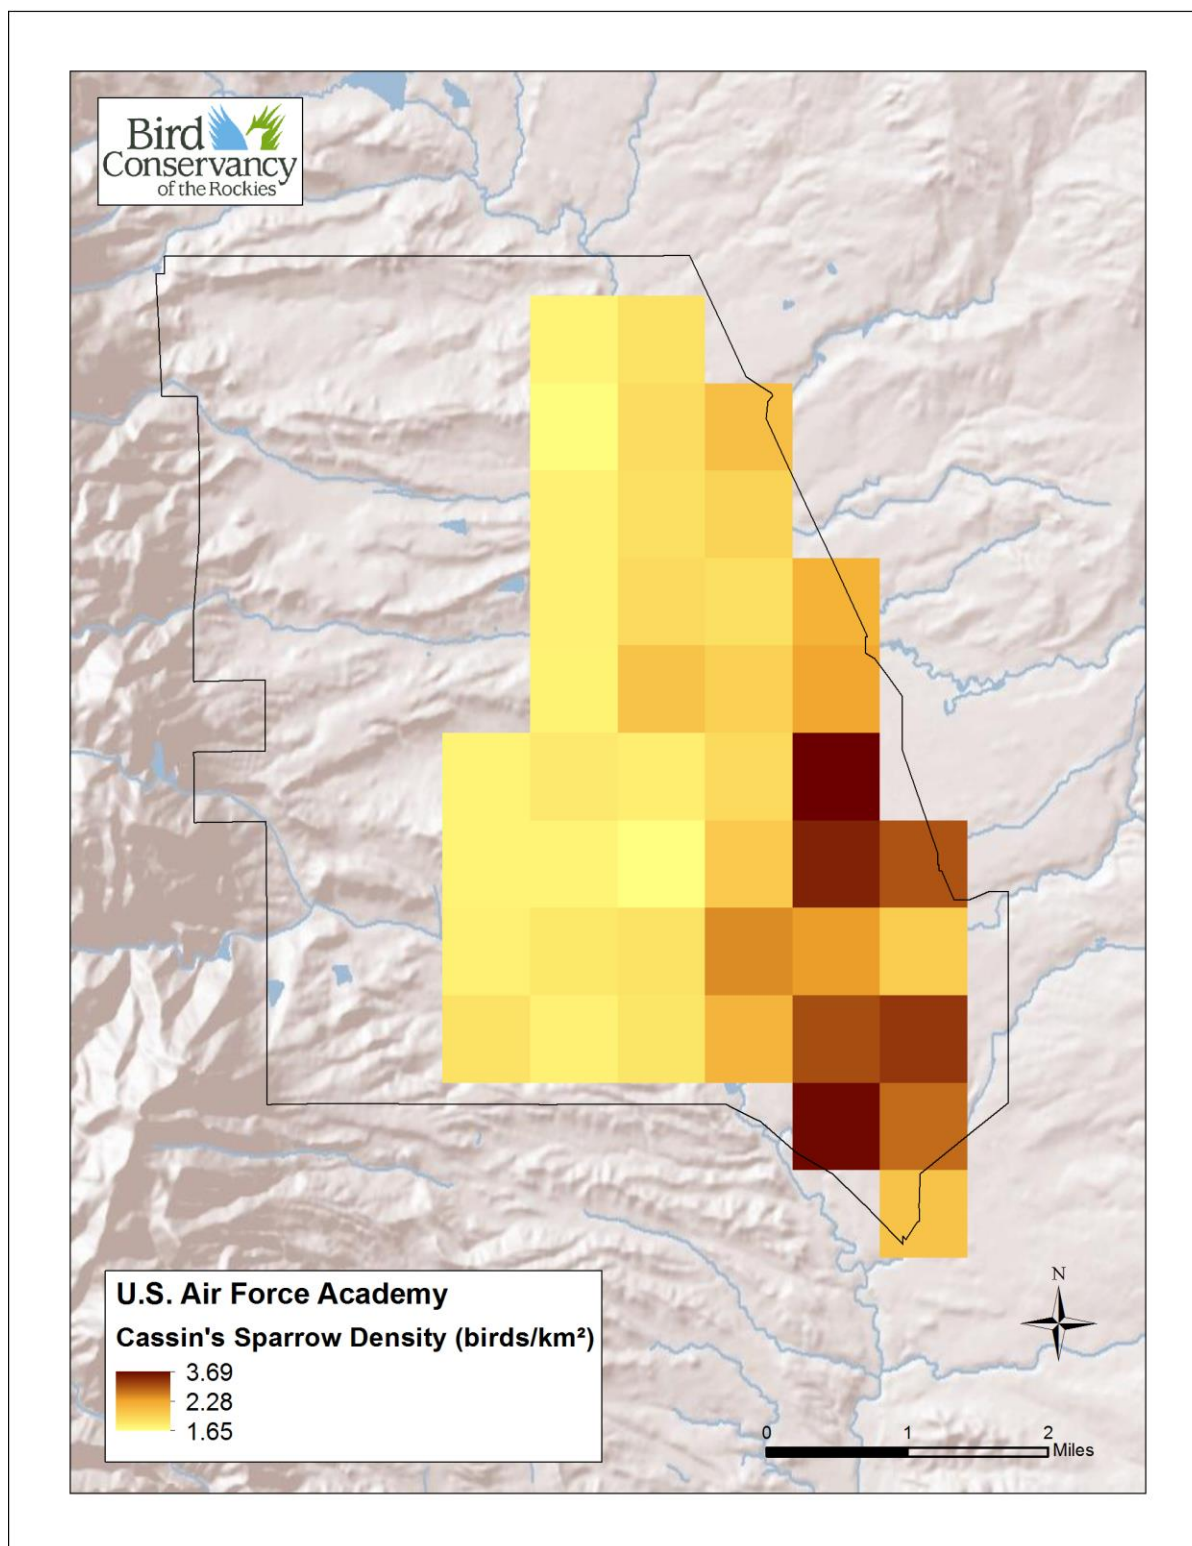 Bird
Conservancy
of the Rockies
U.S. Air Force Academy
Cassin's Sparrow Density (birds/km²)
3.69
2.28
1.65
N
0 1 2
Miles